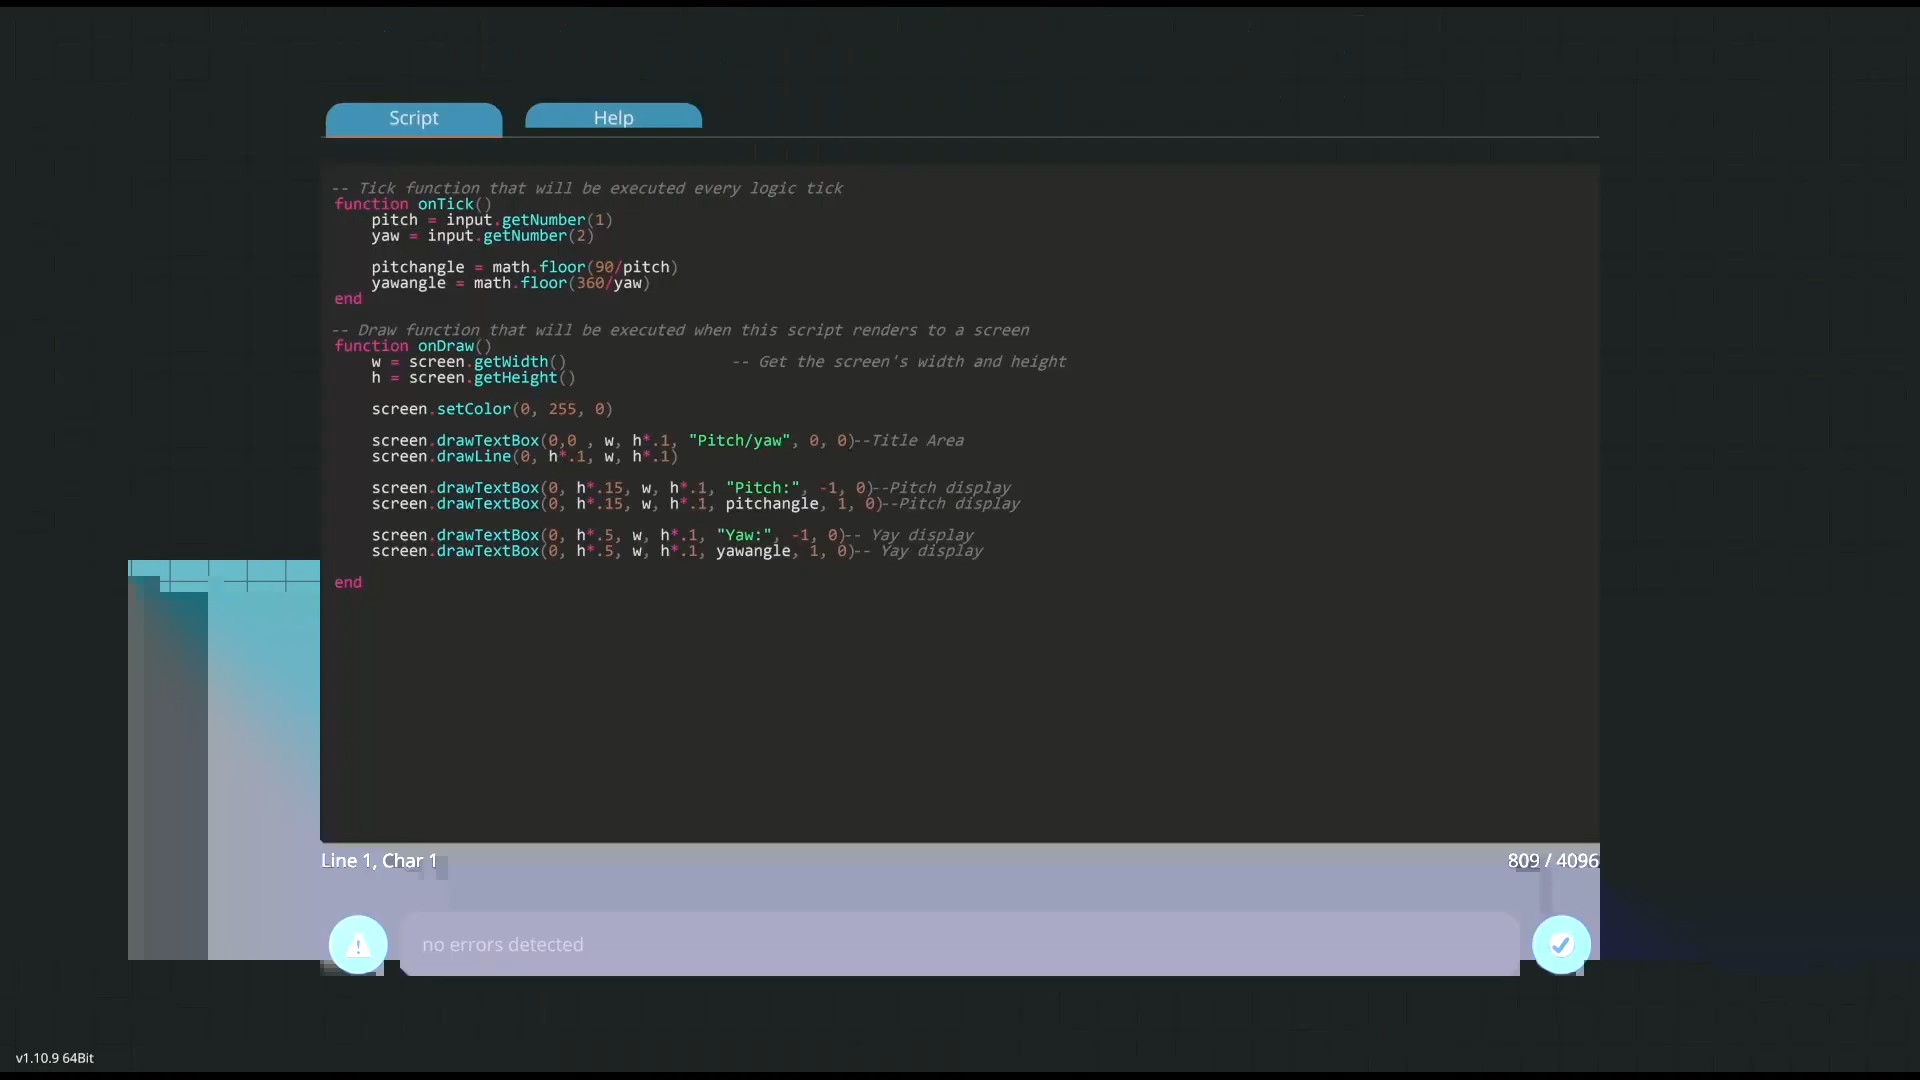 Script
Help
-- Tick function that will be executed every logic tick
function onTick()
pitch = input.getNumber(1)
yaw = input.getNumber(2)
pitchangle = math.floor(90/pitch)
yawangle = math.floor(360/yaw)
end
-- Draw function that will be executed when this script renders to a screen
function onDraw()
w = screen.getWidth() -- Get the screen's width and height
h = screen.getHeight()
screen.setColor(0, 255, 0)
screen.drawTextBox(0,0 , w, h*.1, "Pitch/yaw", 0, 0)--Title Area
screen.drawLine(0, h*.1, w, h*.1)
screen.drawTextBox(0, h*.15, w, h*.1, "Pitch:", -1, 0)--Pitch display
screen.drawTextBox(0, h*.15, w, h*.1, pitchangle, 1, 0)--Pitch display
screen.drawTextBox(0, h*.5, w, h*.1, "Yaw:", -1, 0)-- Yay display
screen.drawTextBox(0, h*.5, w, h*.1, yawangle, 1, 0)-- Yay display
end
Line 1, Char 1
809 / 4096
no errors detected
v1.10.9 64Bit